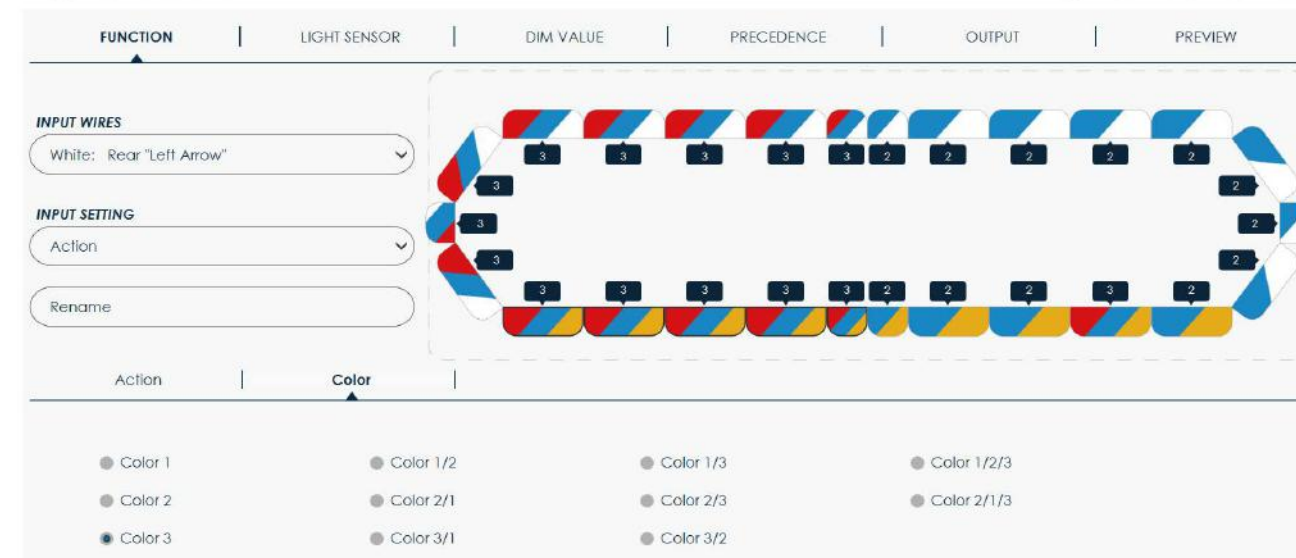 FUNCTION | LIGHT SENSOR | DIM VALUE | PRECEDENCE | OUTPUT | PREVIEW
INPUT WIRES
White: Rear "Left Arrow"
INPUT SETTING
Action
Rename
3 3 3 3 3 2 2 2 2 2
3 2
3 2
3 2
3 3 3 3 3 2 2 2 3 2
Action | Color |
Color 1 Color 1/2 Color 1/3 Color 1/2/3
Color 2 Color 2/1 Color 2/3 Color 2/1/3
Color 3 Color 3/1 Color 3/2